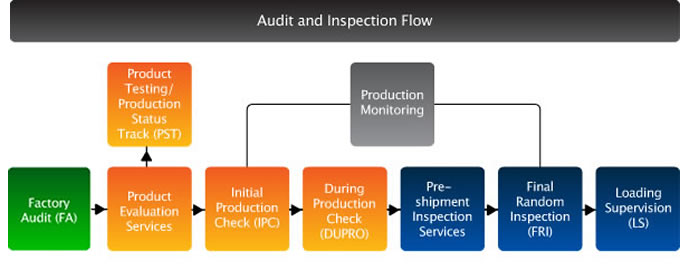 Audit and Inspection Flow
Product
Testing/
Production
Status
Track (PST)
Production
Monitoring
Factory
Audit (FA)
Product
Evaluation
Services
Initial
Production
Check (IPC)
During
Production
Check
(DUPRO)
Pre-
shipment
Inspection
Services
Final
Random
Inspection
(FRI)
Loading
Supervision
(LS)